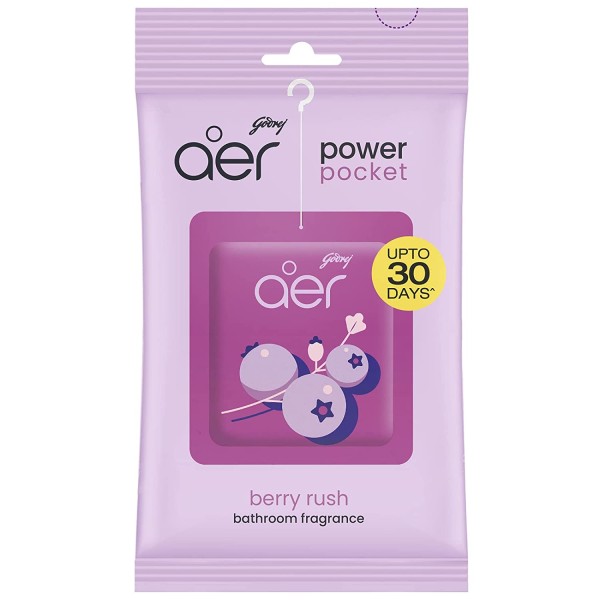 Godrej
aer
power
pocket
Godrej
aer
UPTO
30
DAYS^
berry rush
bathroom fragrance